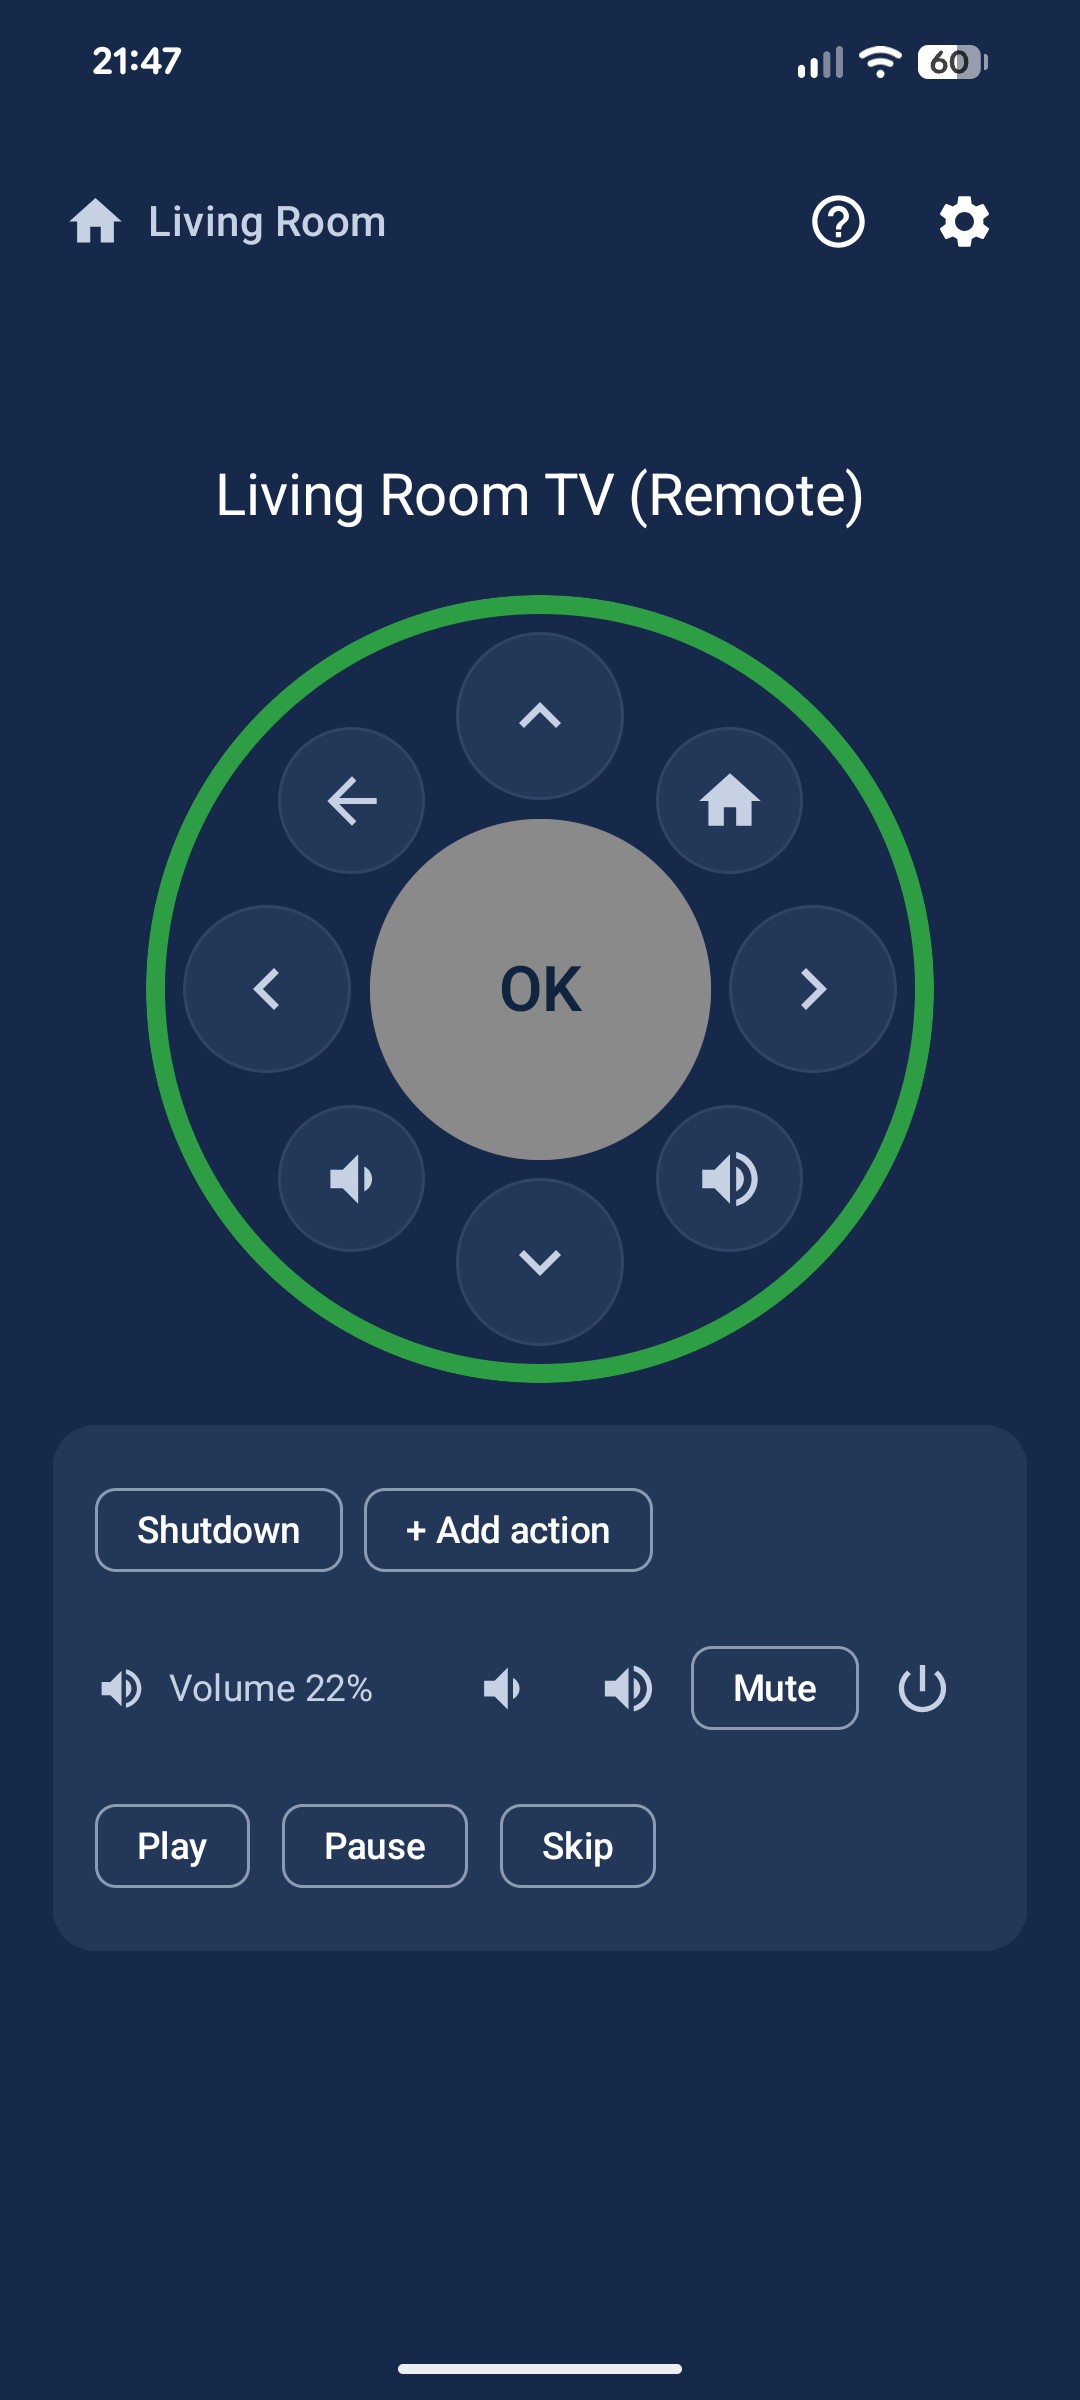 21:47
60
Living Room
Living Room TV (Remote)
OK
Shutdown
+ Add action
Volume 22%
Mute
Play
Pause
Skip